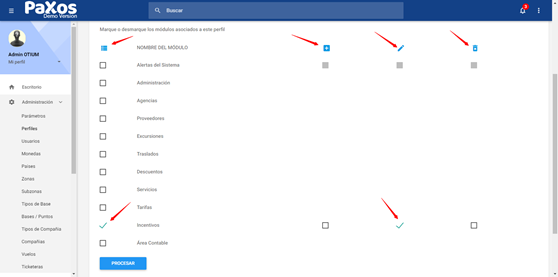 PaXos
Demo Version
Buscar
3
Admin OTIUM
Mi perfil
Escritorio
Administración
Parámetros
Perfiles
Usuarios
Monedas
Países
Zonas
Subzonas
Tipos de Base
Bases / Puntos
Tipos de Compañía
Compañías
Vuelos
Ticketeras
Marque o desmarque los módulos asociados a este perfil
NOMBRE DEL MÓDULO
Alertas del Sistema
Administración
Agencias
Proveedores
Excursiones
Traslados
Descuentos
Servicios
Tarifas
Incentivos
Área Contable
PROCESAR